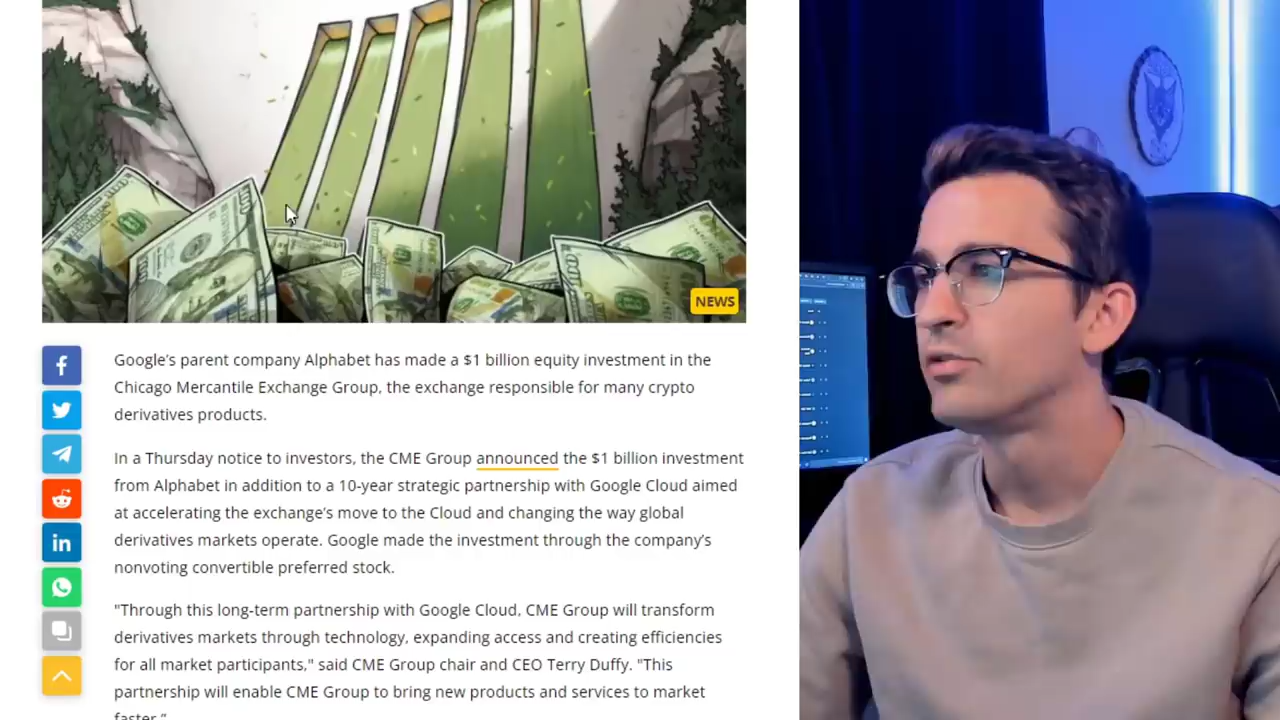 NEWS
Google's parent company Alphabet has made a $1 billion equity investment in the
Chicago Mercantile Exchange Group, the exchange responsible for many crypto
derivatives products.
In a Thursday notice to investors, the CME Group announced the $1 billion investment
from Alphabet in addition to a 10-year strategic partnership with Google Cloud aimed
at accelerating the exchange’s move to the Cloud and changing the way global
derivatives markets operate. Google made the investment through the company’s
nonvoting convertible preferred stock.
"Through this long-term partnership with Google Cloud, CME Group will transform
derivatives markets through technology, expanding access and creating efficiencies
for all market participants," said CME Group chair and CEO Terry Duffy. "This
partnership will enable CME Group to bring new products and services to market
faster.”